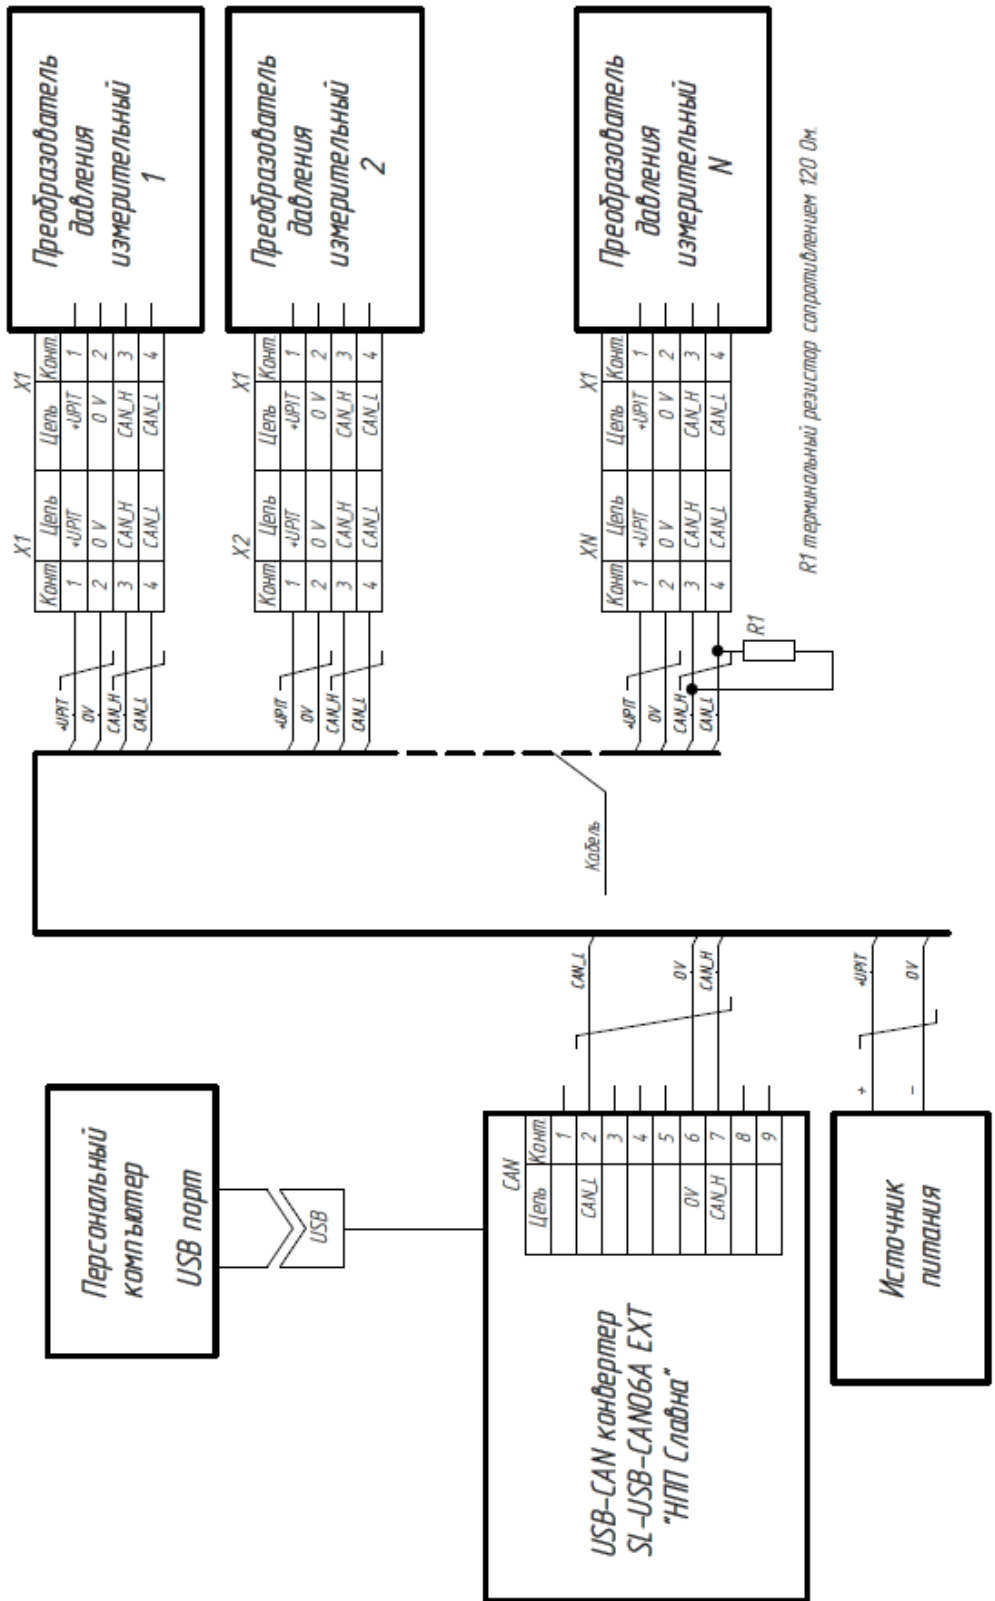 Персональный
компьютер
USB порт
USB
USB-CAN конвертер
SL-USB-CAN06A EXT
"НПП Славна"
CAN
Цепь Конт.
1
CAN_L 2
3
4
5
0V 6
CAN_H 7
8
9
Источник
питания
+
-
CAN_L
0V
CAN_H
+UPIT
0V
Кабель
+UPIT
0V
CAN_H
CAN_L
X1 X1
Конт. Цепь Цепь Конт.
1 +UPIT +UPIT 1
2 0 V 0 V 2
3 CAN_H CAN_H 3
4 CAN_L CAN_L 4
Преобразователь
давления
измерительный
1
+UPIT
0V
CAN_H
CAN_L
X2 X1
Конт. Цепь Цепь Конт.
1 +UPIT +UPIT 1
2 0 V 0 V 2
3 CAN_H CAN_H 3
4 CAN_L CAN_L 4
Преобразователь
давления
измерительный
2
+UPIT
0V
CAN_H
CAN_L
XN X1
Конт. Цепь Цепь Конт.
1 +UPIT +UPIT 1
2 0 V 0 V 2
3 CAN_H CAN_H 3
4 CAN_L CAN_L 4
Преобразователь
давления
измерительный
N
R1
R1 терминальный резистор сопротивлением 120 Ом.